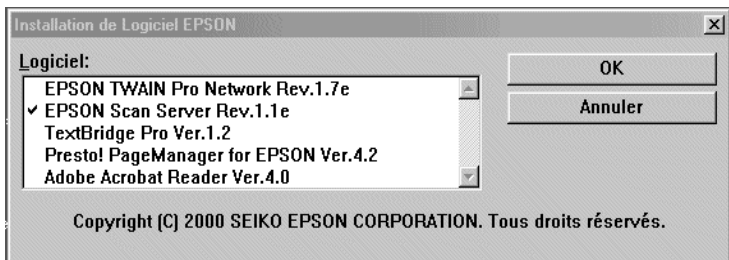 Installation de Logiciel EPSON
Logiciel:
EPSON TWAIN Pro Network Rev.1.7e
EPSON Scan Server Rev.1.1e
TextBridge Pro Ver.1.2
Presto! PageManager for EPSON Ver.4.2
Adobe Acrobat Reader Ver.4.0
OK
Annuler
Copyright (C) 2000 SEIKO EPSON CORPORATION. Tous droits réservés.